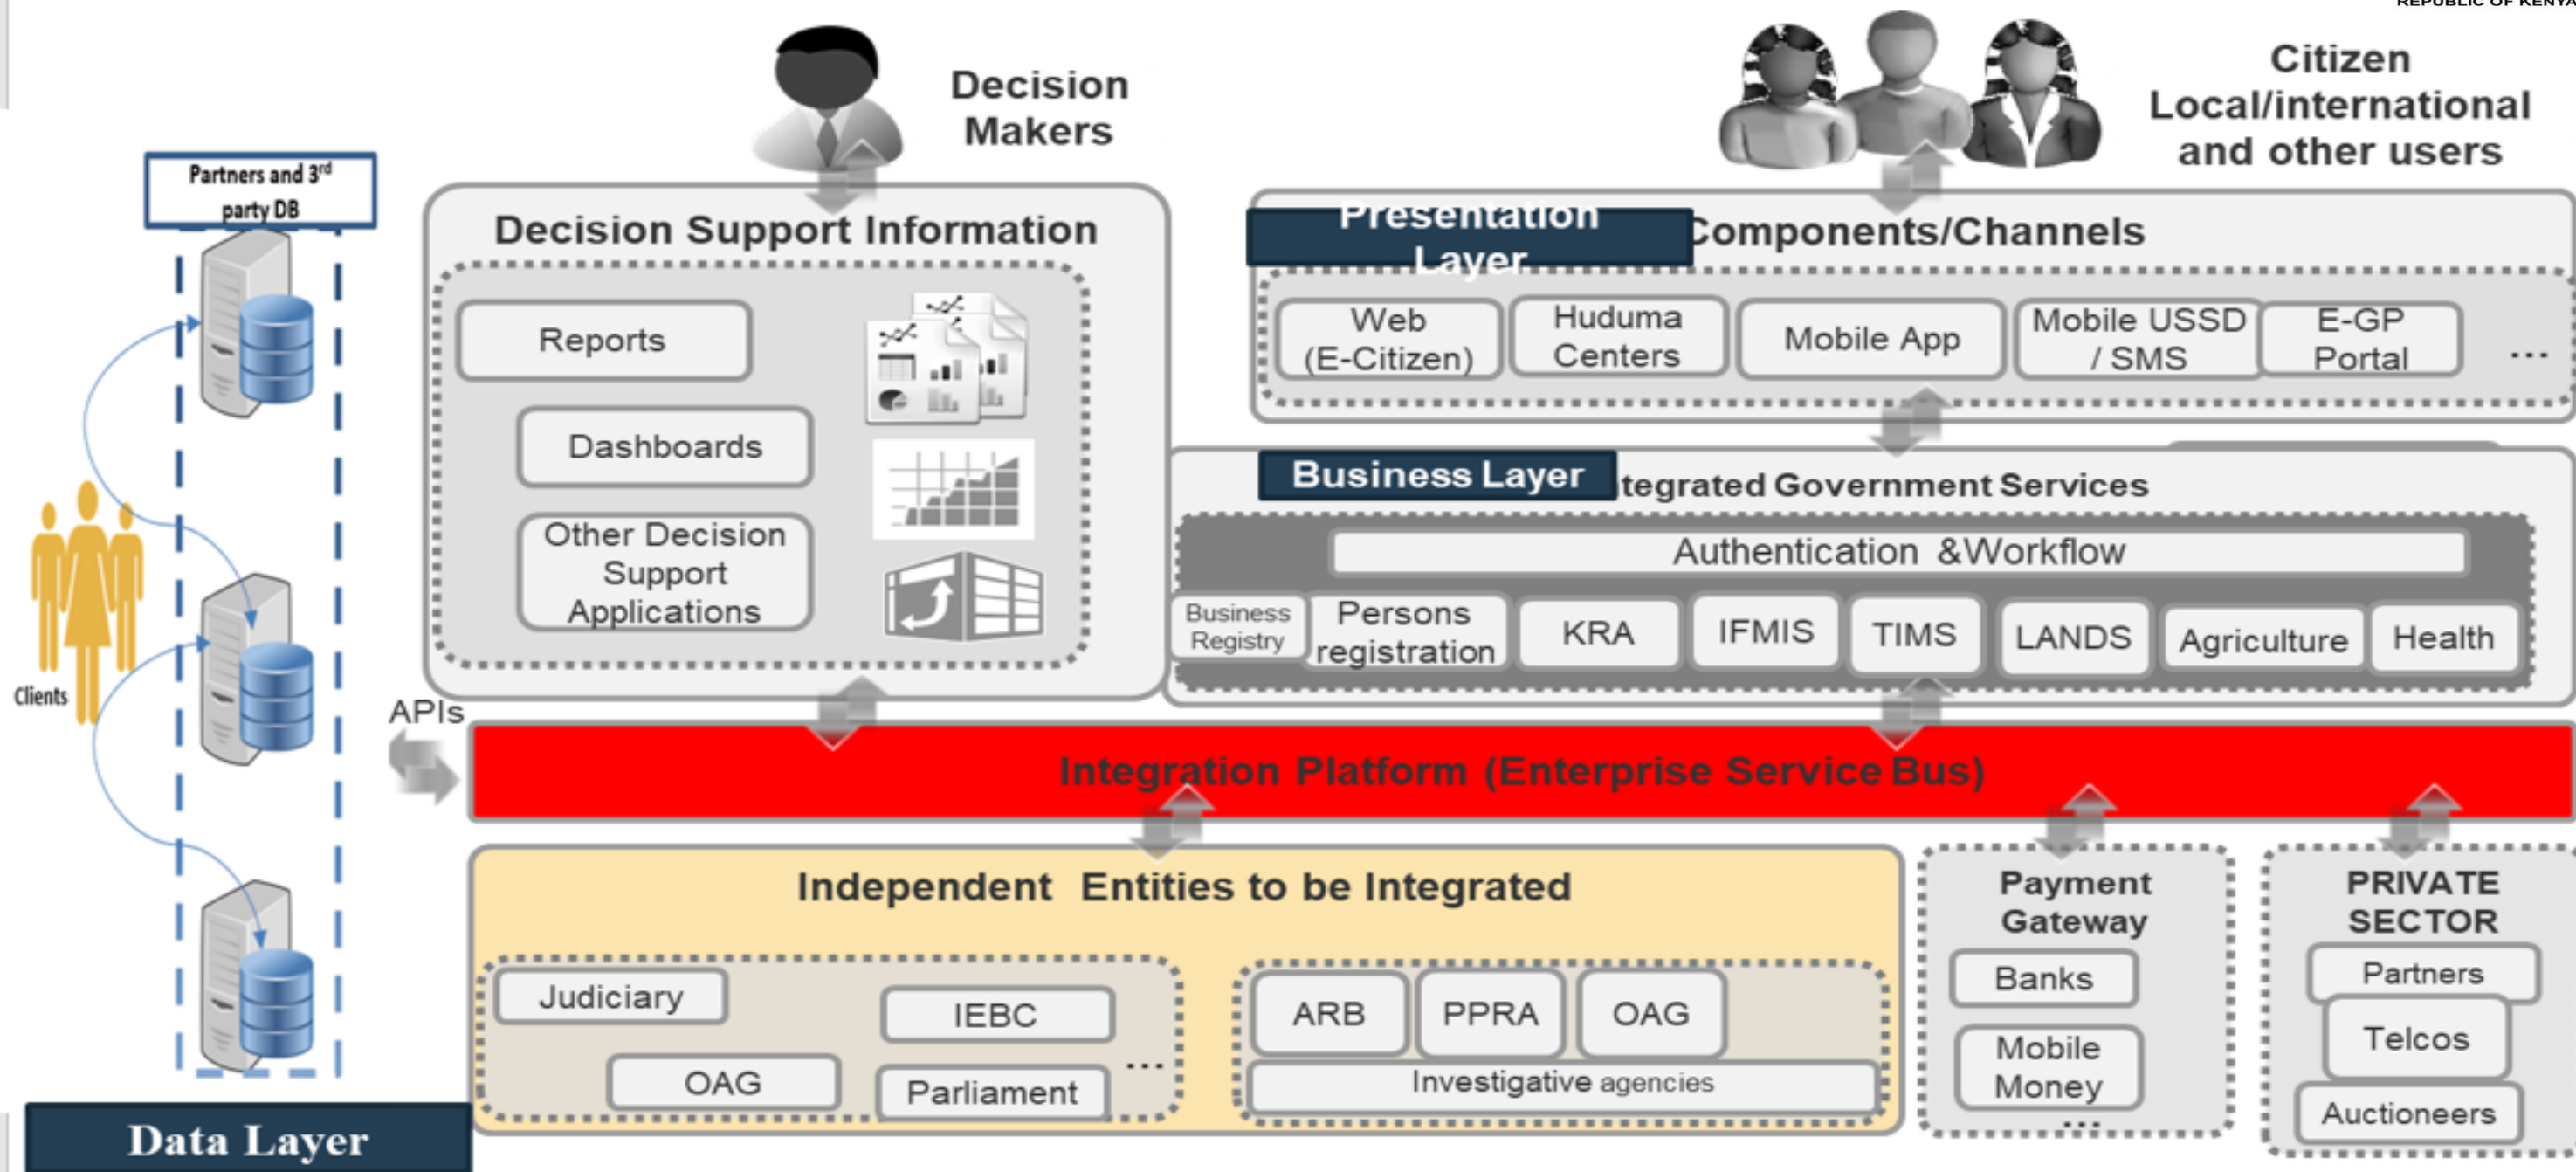 REPUBLIC OF KENYA
Decision
Makers
Citizen
Local/international
and other users
Partners and 3rd
party DB
Decision Support Information
Reports
Dashboards
Other Decision
Support
Applications
Presentation
Layer
Components/Channels
Web
(E-Citizen)
Huduma
Centers
Mobile App
Mobile USSD
/ SMS
E-GP
Portal
...
Business Layer
tegrated Government Services
Authentication &Workflow
Business
Registry
Persons
registration
KRA
IFMIS
TIMS
LANDS
Agriculture
Health
Clients
APIs
Integration Platform (Enterprise Service Bus)
Independent Entities to be Integrated
Judiciary
IEBC
OAG
Parliament
...
ARB
PPRA
OAG
Investigative agencies
Payment
Gateway
Banks
Mobile
Money
...
PRIVATE
SECTOR
Partners
Telcos
Auctioneers
Data Layer